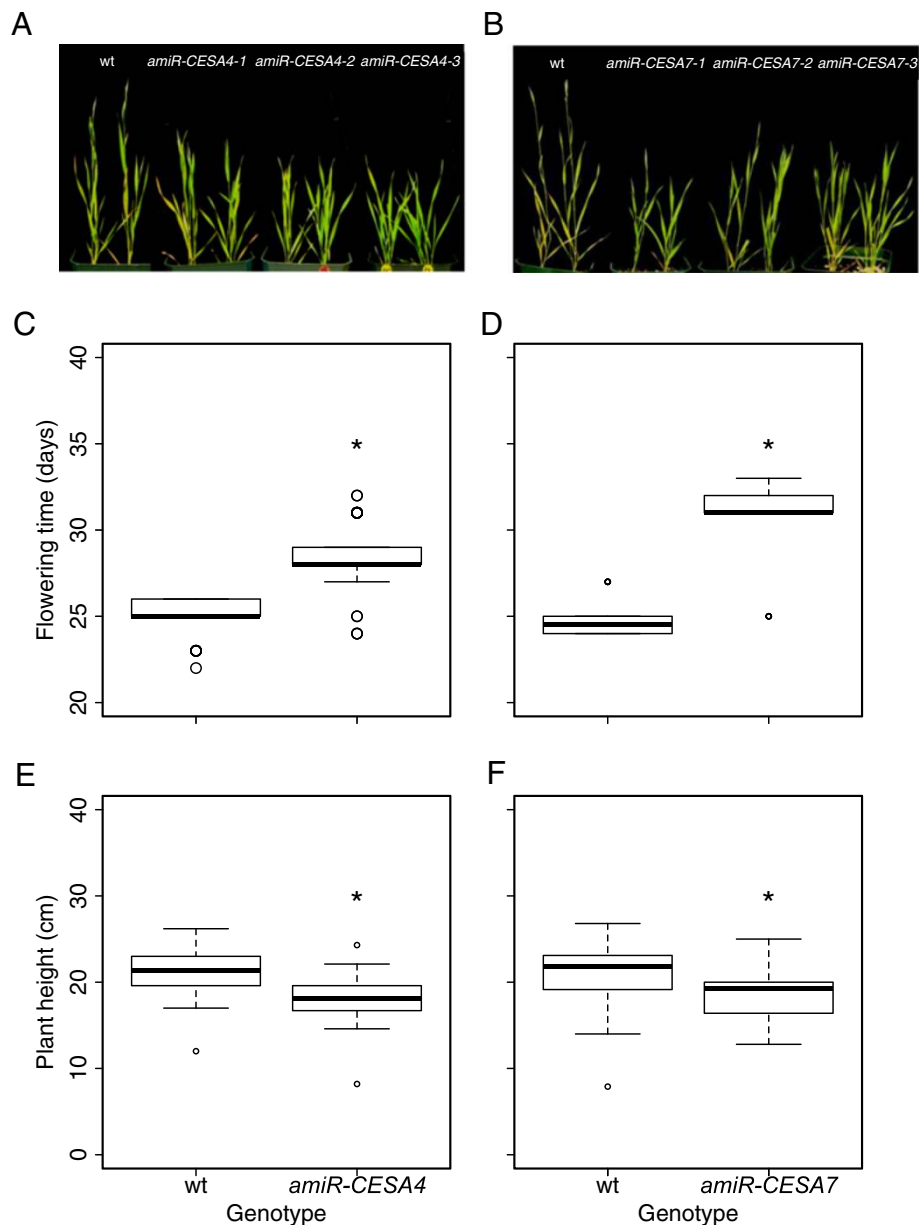 A
B
wt amiR-CESA4-1 amiR-CESA4-2 amiR-CESA4-3
wt amiR-CESA7-1 amiR-CESA7-2 amiR-CESA7-3
C
D
Flowering time (days)
40
35
30
25
20
*
*
E
F
Plant height (cm)
40
30
20
10
0
*
*
wt amiR-CESA4
Genotype
wt amiR-CESA7
Genotype